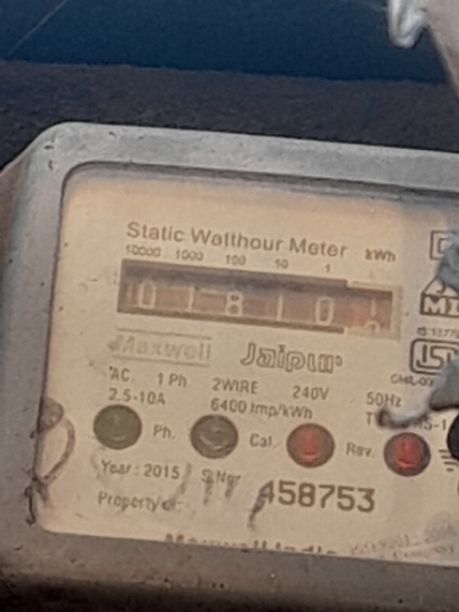 Static Watthour Meter kWh
10000 1000 100 10 1
0 1 8 1 0
Maxwell Jaipur
AC. 1 Ph 2WIRE 240V 50Hz
2.5-10A 6400 Imp/kWh
Ph. Cal. Rev.
Year : 2015
458753
Property of